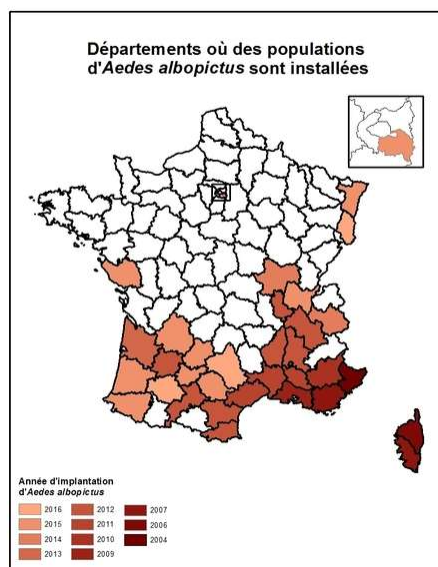 Départements où des populations
d'Aedes albopictus sont installées
Année d'implantation
d'Aedes albopictus
2016 2012 2007
2015 2011 2006
2014 2010 2004
2013 2009